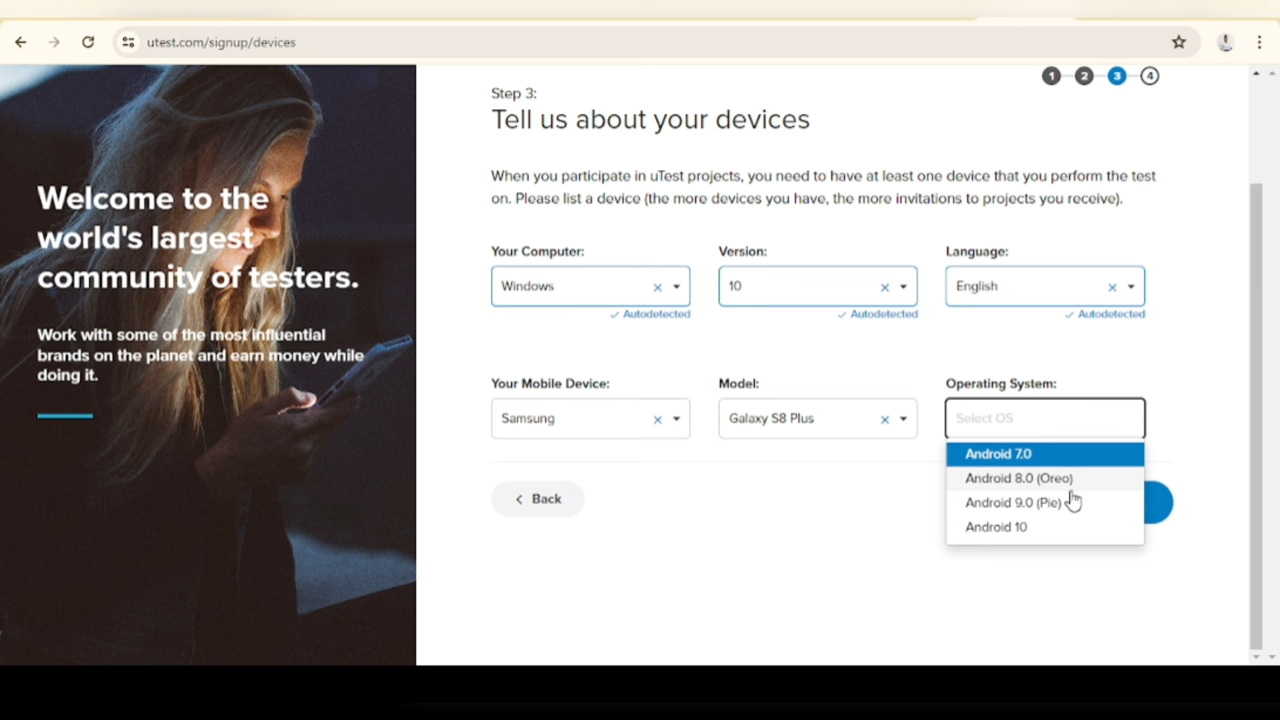 utest.com/signup/devices
Welcome to the
world's largest
community of testers.
Work with some of the most influential
brands on the planet and earn money while
doing it.
1 2 3 4
Step 3:
Tell us about your devices
When you participate in uTest projects, you need to have at least one device that you perform the test
on. Please list a device (the more devices you have, the more invitations to projects you receive).
Your Computer: Version: Language:
Windows 10 English
Autodetected Autodetected Autodetected
Your Mobile Device: Model: Operating System:
Samsung Galaxy S8 Plus Select OS
Android 7.0
Android 8.0 (Oreo)
Android 9.0 (Pie)
Android 10
Back